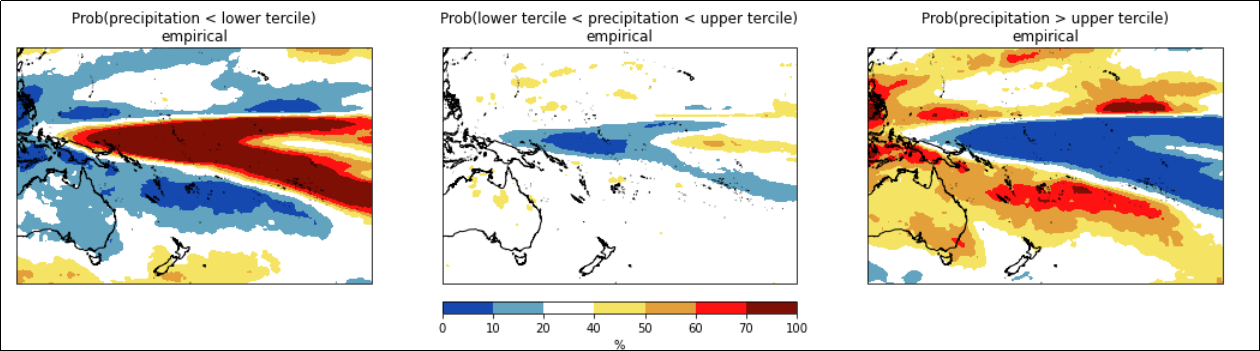 Prob(precipitation < lower tercile)
empirical
Prob(lower tercile < precipitation < upper tercile)
empirical
Prob(precipitation > upper tercile)
empirical
0 10 20 40 50 60 70 100
%